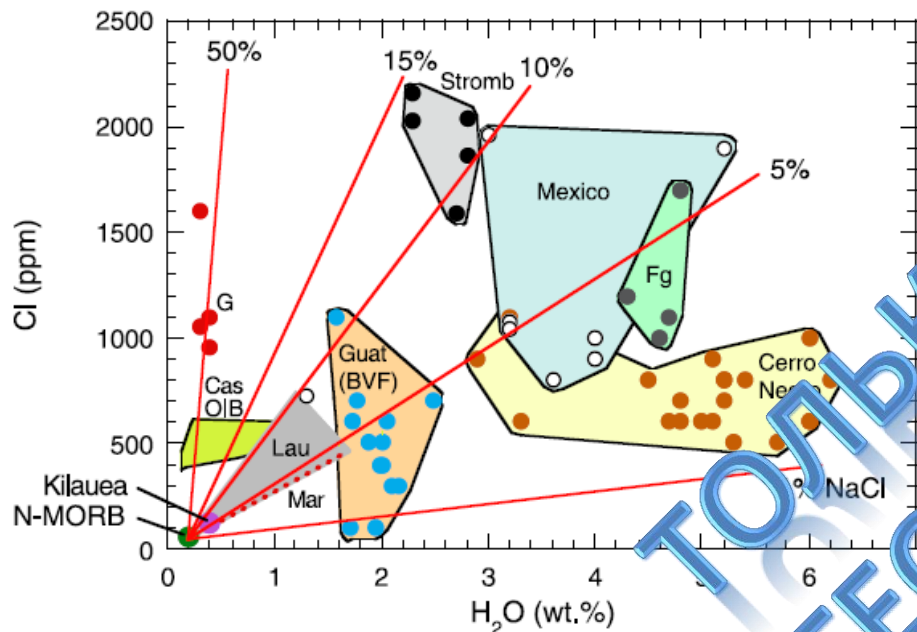 2500
50%
15%
10%
Stromb
2000
5%
Mexico
1500
Fg
G
1000
Guat
(BVF)
Cas
O|B
Cerro
500
Lau
Kilauea
Mar
NaCl
N-MORB
0
0 1 2 3 4 5 6
Cl (ppm)
H₂O (wt.%)